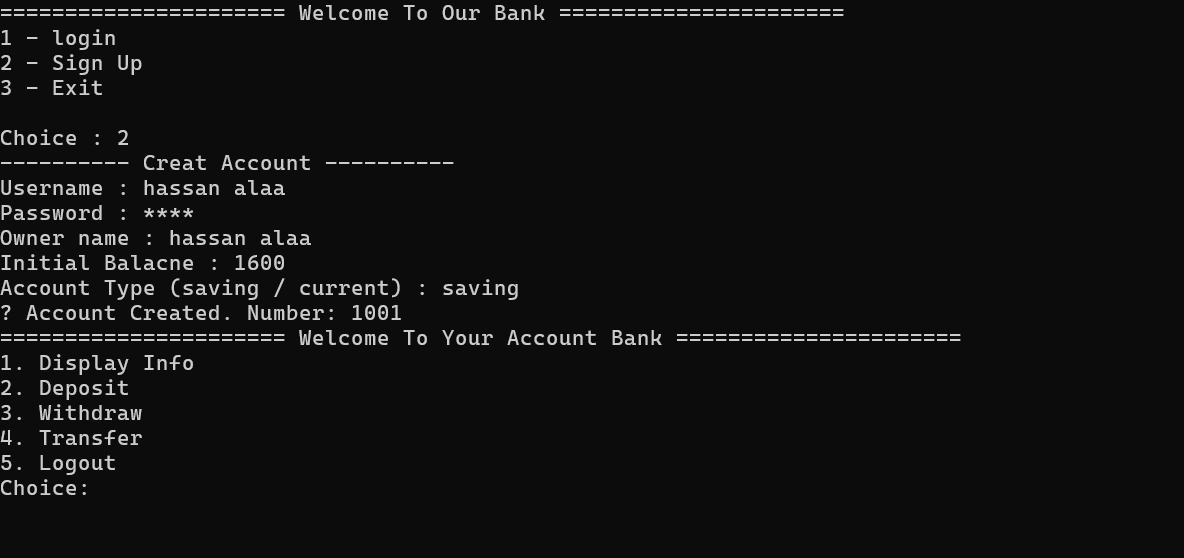 ====================== Welcome To Our Bank ======================
1 - login
2 - Sign Up
3 - Exit
Choice : 2
---------- Creat Account ----------
Username : hassan alaa
Password : ****
Owner name : hassan alaa
Initial Balacne : 1600
Account Type (saving / current) : saving
? Account Created. Number: 1001
====================== Welcome To Your Account Bank ======================
1. Display Info
2. Deposit
3. Withdraw
4. Transfer
5. Logout
Choice: